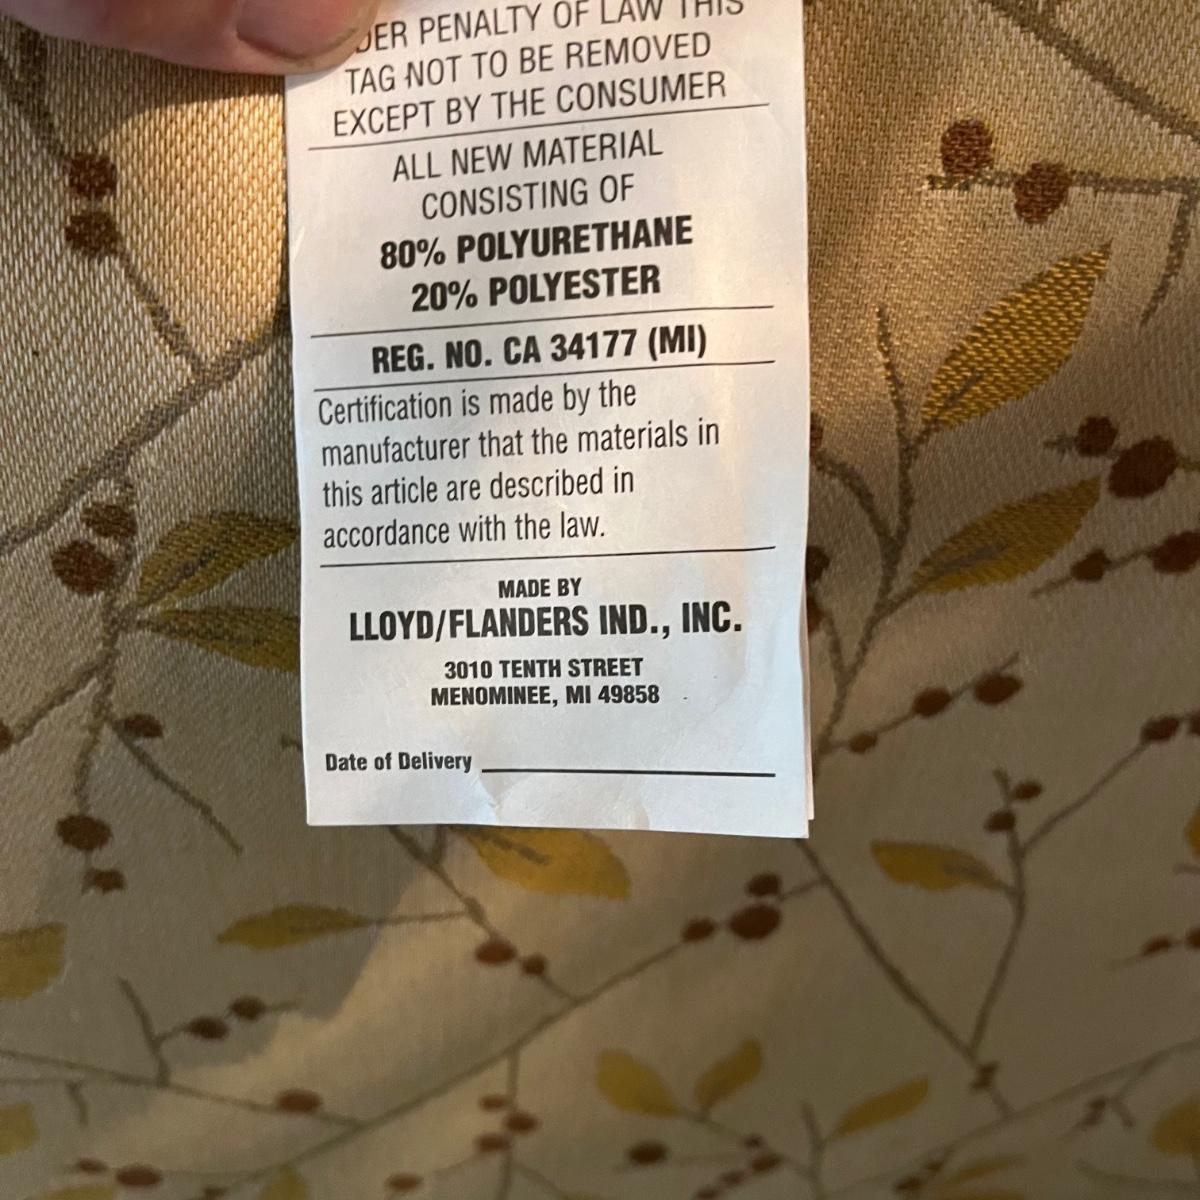 DER PENALTY OF LAW THIS
TAG NOT TO BE REMOVED
EXCEPT BY THE CONSUMER
ALL NEW MATERIAL
CONSISTING OF
80% POLYURETHANE
20% POLYESTER
REG. NO. CA 34177 (MI)
Certification is made by the
manufacturer that the materials in
this article are described in
accordance with the law.
MADE BY
LLOYD/FLANDERS IND., INC.
3010 TENTH STREET
MENOMINEE, MI 49858
Date of Delivery